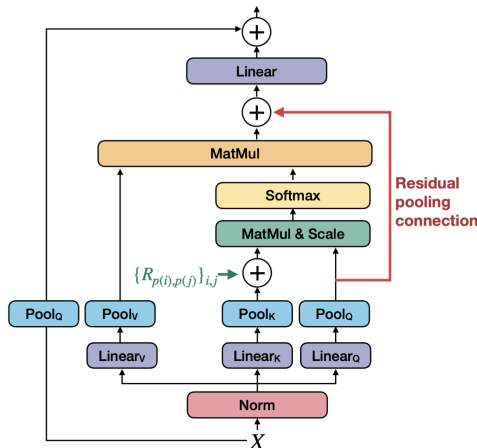 +
Linear
+
MatMul
Softmax
Residual
pooling
connection
MatMul & Scale
{R_{p(i),p(j)}}_{i,j}
+
Pool_Q
Pool_V
Pool_K
Pool_Q
Linear_V
Linear_K
Linear_Q
Norm
X